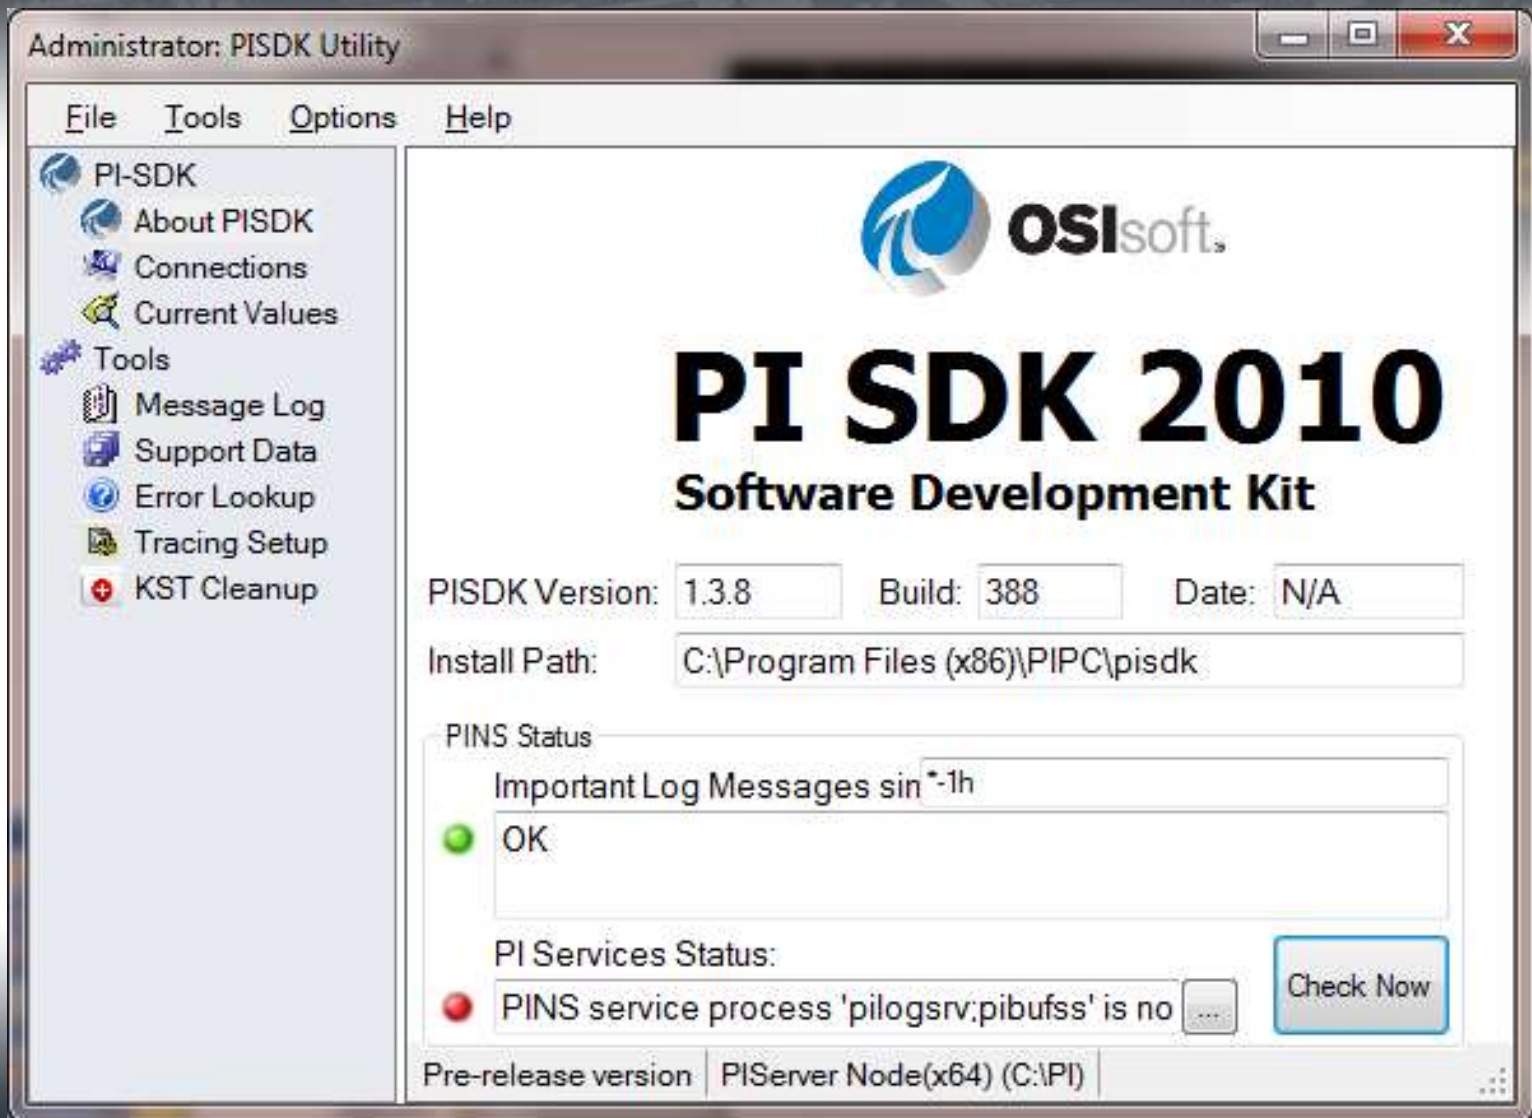 Administrator: PISDK Utility
File Tools Options Help
PI-SDK
About PISDK
Connections
Current Values
Tools
Message Log
Support Data
Error Lookup
Tracing Setup
KST Cleanup
OSIsoft
PI SDK 2010
Software Development Kit
PISDK Version: 1.3.8 Build: 388 Date: N/A
Install Path: C:\Program Files (x86)\PIPC\pisdk
PINS Status
Important Log Messages sin *-1h
OK
PI Services Status:
PINS service process 'pilogsrv;pibufss' is no ... Check Now
Pre-release version PIServer Node(x64) (C:\PI)